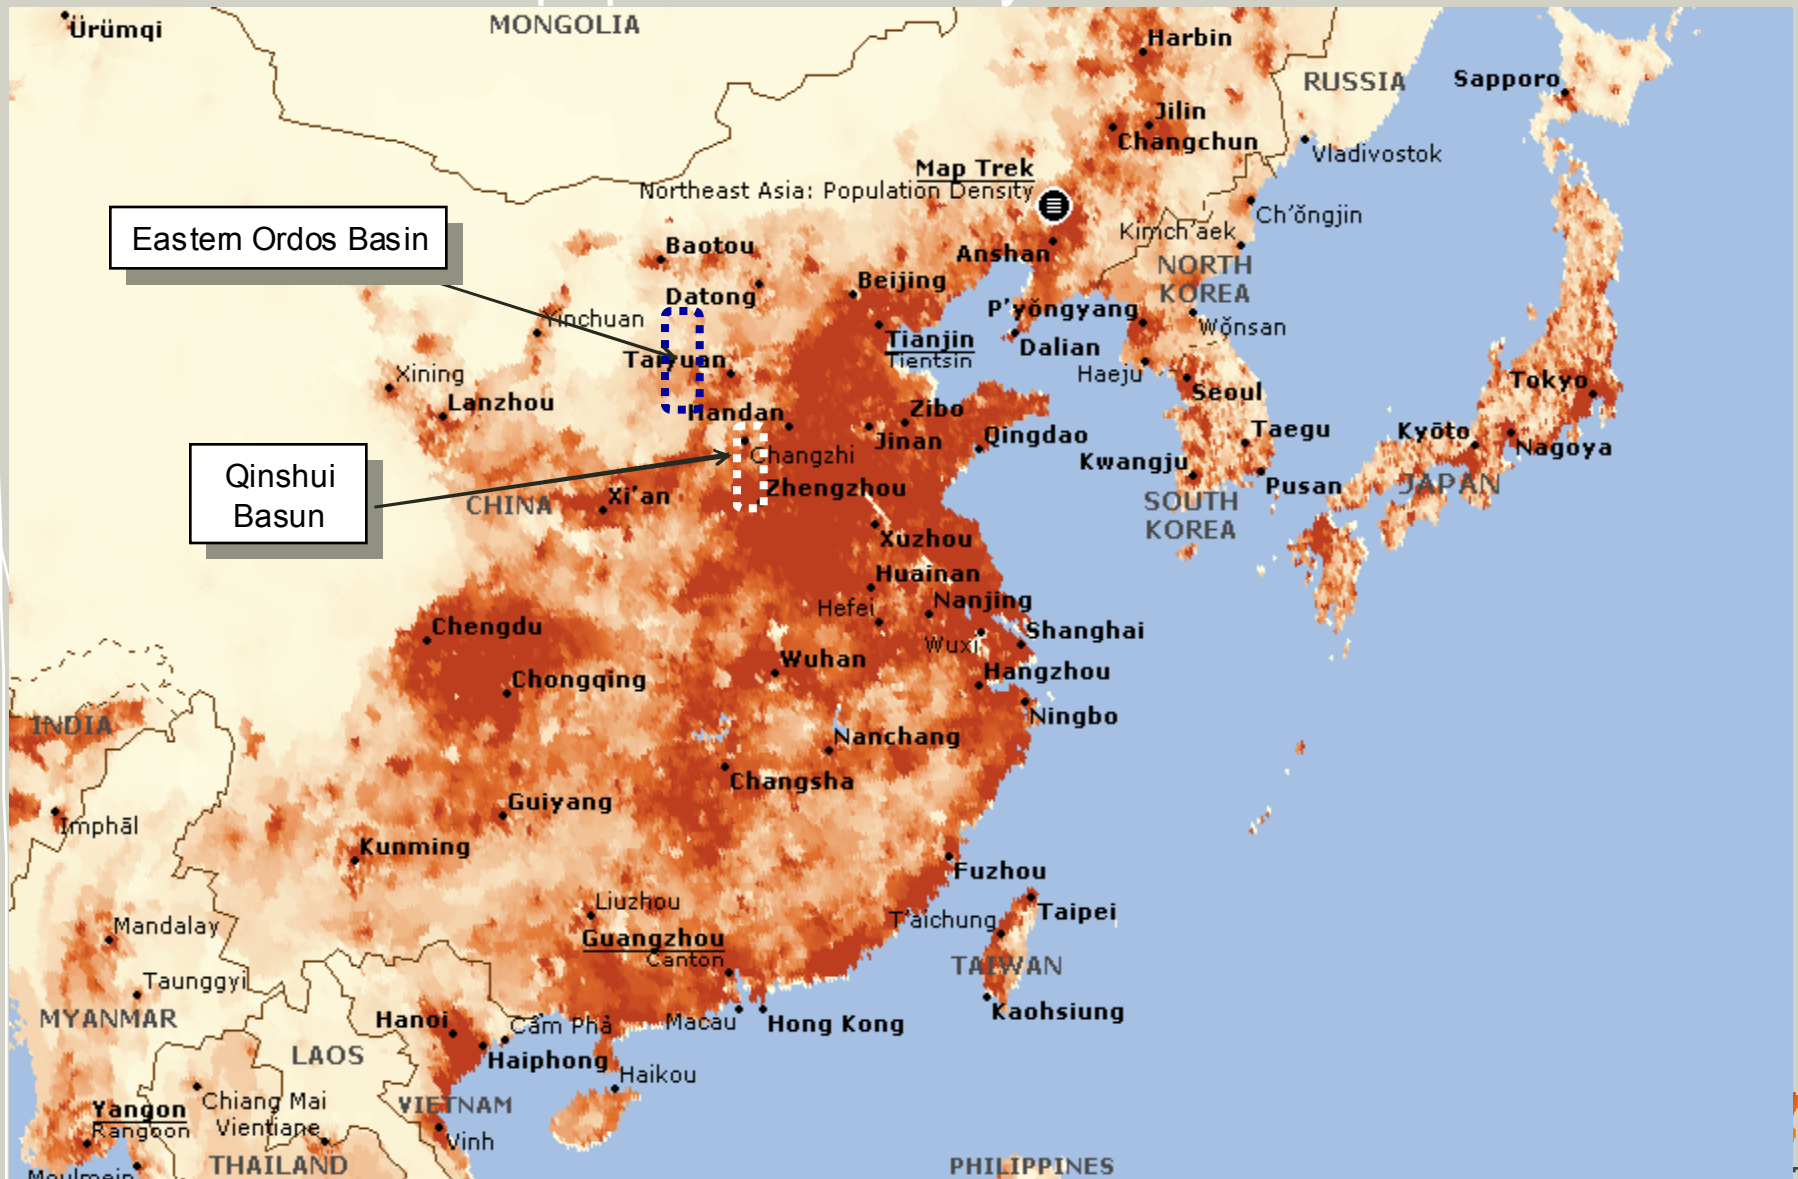 Ürümqi
MONGOLIA
Harbin
RUSSIA
Sapporo
Jilin
Changchun
Vladivostok
Map Trek
Northeast Asia: Population Density
Ch'ŏngjin
Kimch'aek
Eastern Ordos Basin
Baotou
Anshan
NORTH
KOREA
Beijing
Datong
P'yŏngyang
Wŏnsan
Yinchuan
Tianjin
Tientsin
Dalian
Taiyuan
Haeju
Xining
Seoul
Tokyo
Lanzhou
Handan
Zibo
Jinan
Qingdao
Taegu
Kyōto
Nagoya
Changzhi
Kwangju
Pusan
JAPAN
Qinshui
Basun
CHINA
Xi'an
Zhengzhou
SOUTH
KOREA
Xuzhou
Huainan
Hefei
Nanjing
Chengdu
Wuxi
Shanghai
Wuhan
Hangzhou
Chongqing
INDIA
Ningbo
Nanchang
Changsha
Guiyang
Imphāl
Kunming
Fuzhou
Liuzhou
T'aichung
Taipei
Mandalay
Guangzhou
Canton
TAIWAN
Taunggyi
MYANMAR
Hanoi
Cẩm Phả
Macau
Hong Kong
Kaohsiung
LAOS
Haiphong
Haikou
Yangon
Rangoon
Chiang Mai
Vientiane
VIETNAM
Vinh
THAILAND
Moulmein
PHILIPPINES